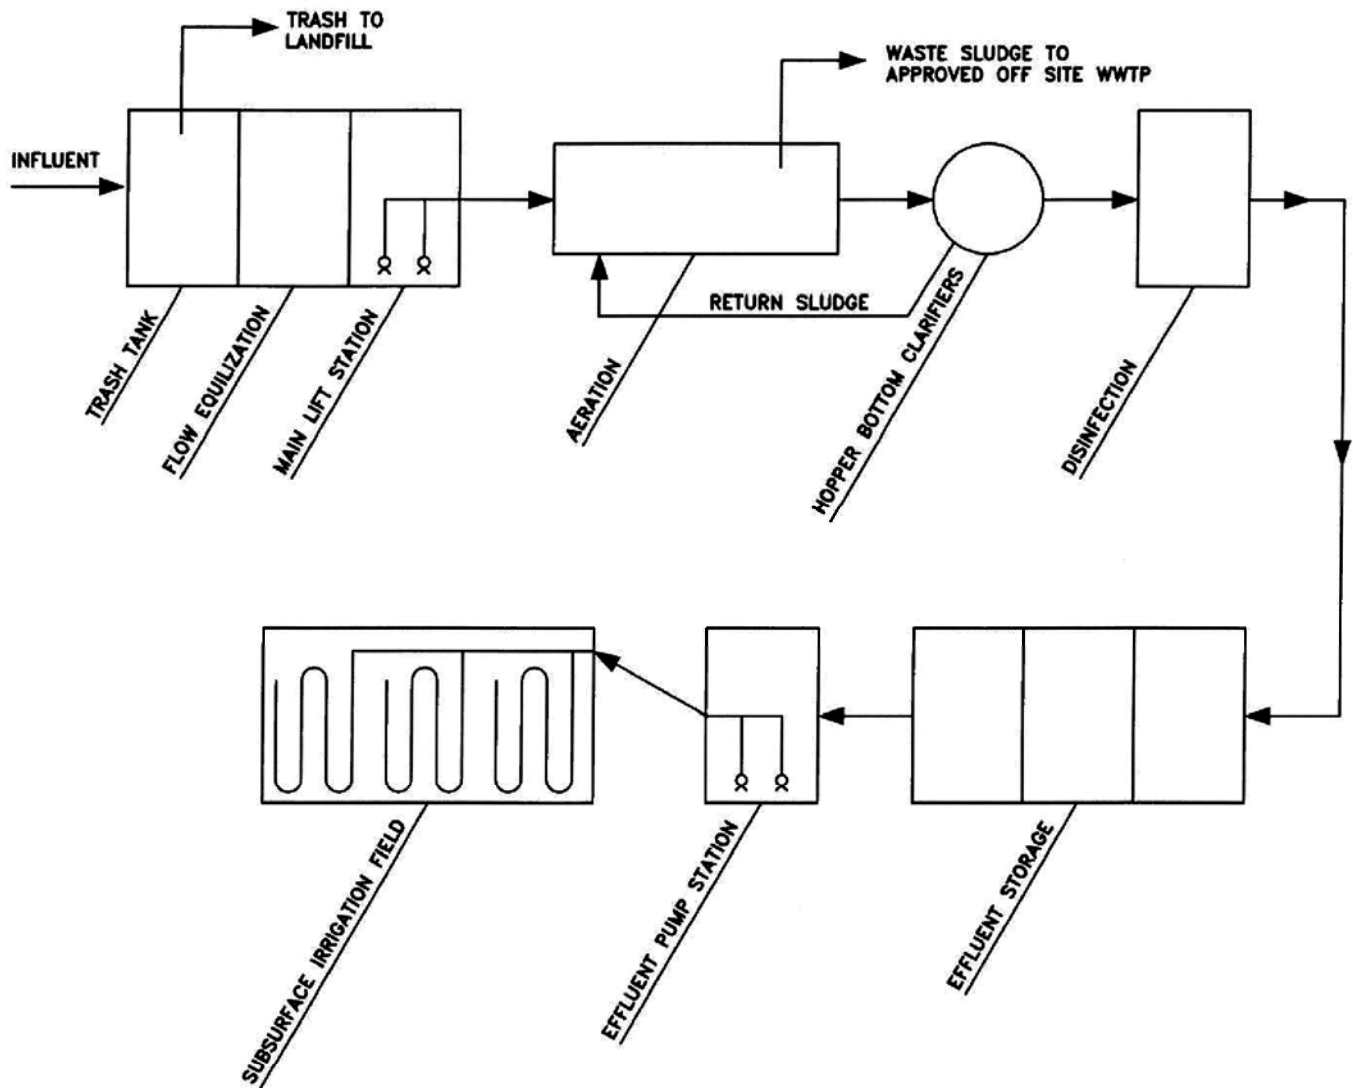 TRASH TO
LANDFILL
WASTE SLUDGE TO
APPROVED OFF SITE WWTP
INFLUENT
RETURN SLUDGE
TRASH TANK
FLOW EQUILIZATION
MAIN LIFT STATION
AERATION
HOPPER BOTTOM CLARIFIERS
DISINFECTION
SUBSURFACE IRRIGATION FIELD
EFFLUENT PUMP STATION
EFFLUENT STORAGE